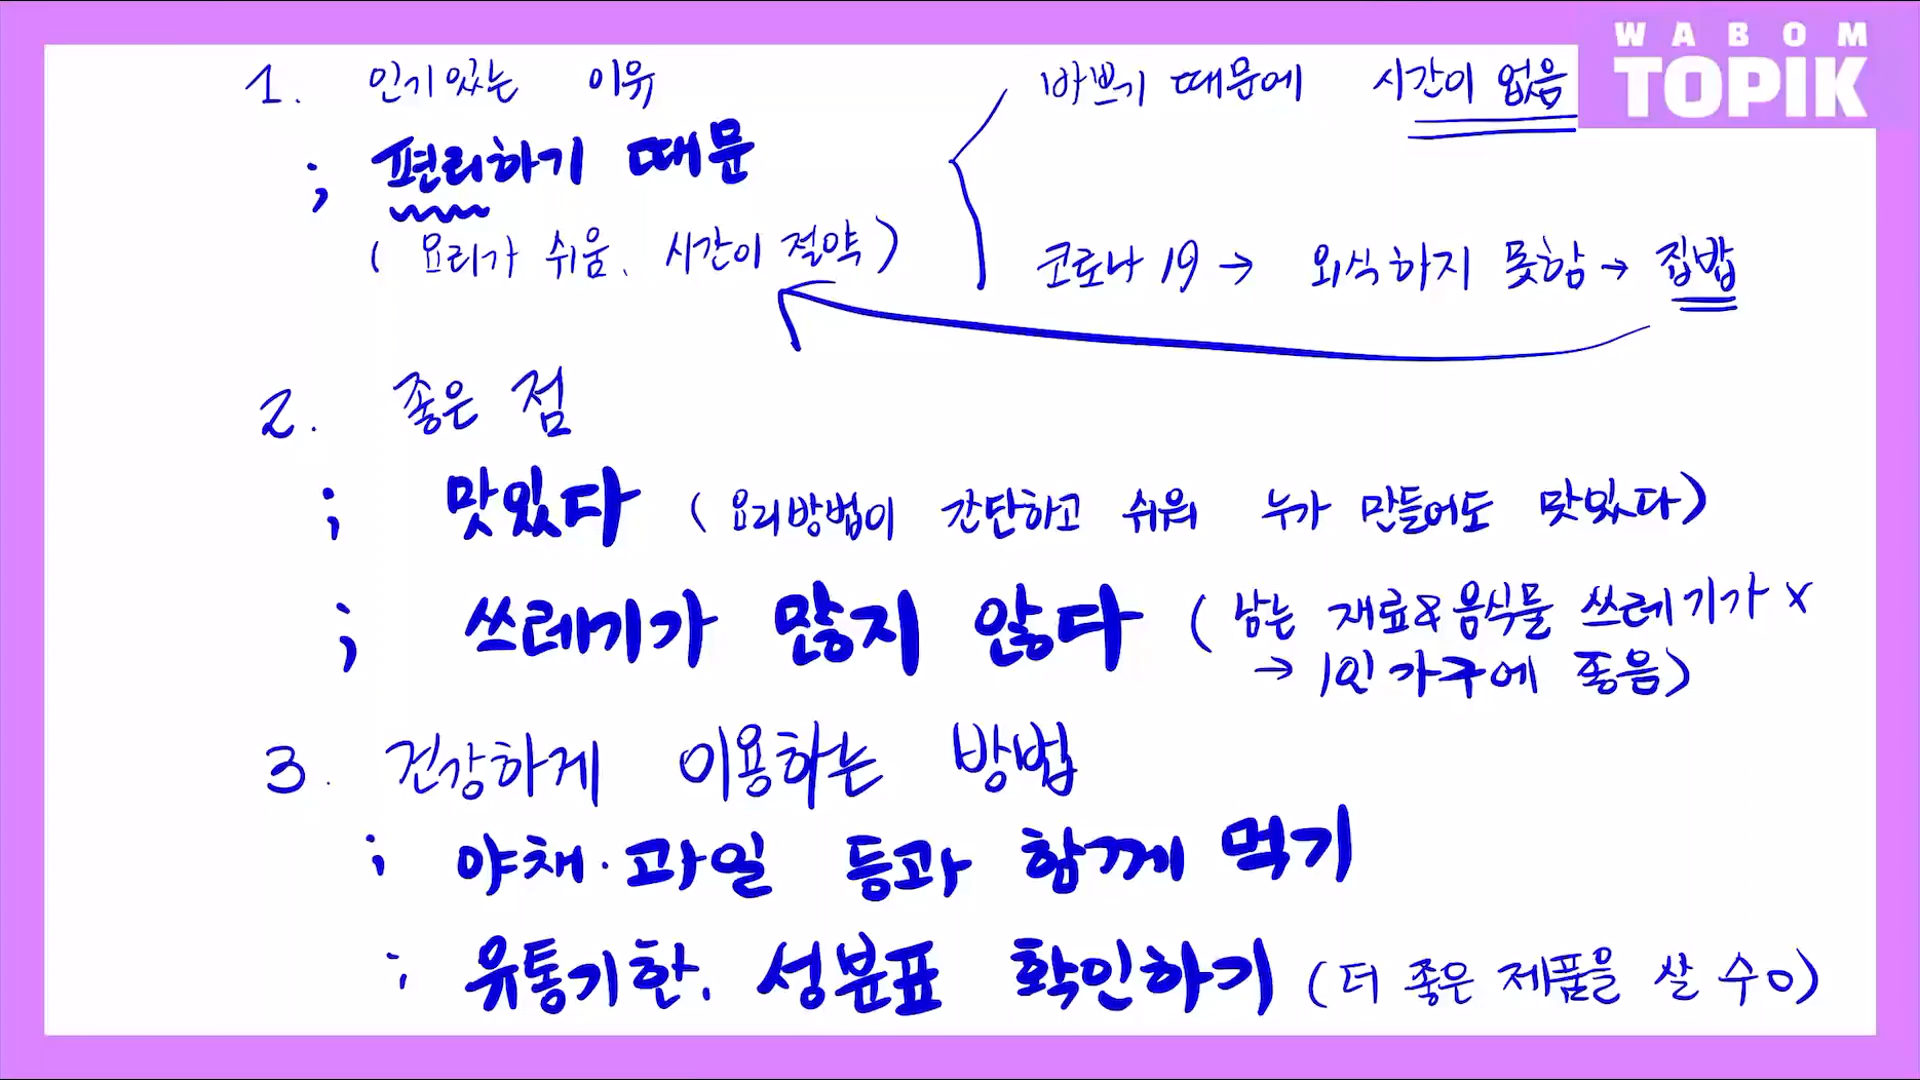 WABOM
TOPIK
1. 인기있는 이유
; 편리하기 때문
( 요리가 쉬움, 시간이 절약 )
바쁘기 때문에 시간이 없음
코로나 19 → 외식하지 못함 → 집밥
2. 좋은 점
; 맛있다 ( 요리방법이 간단하고 쉬워 누가 만들어도 맛있다)
; 쓰레기가 많지 않다 ( 남는 재료& 음식물 쓰레기가 x
→ 1인 가구에 좋음)
3. 건강하게 이용하는 방법
; 야채·과일 등과 함께 먹기
; 유통기한, 성분표 확인하기 ( 더 좋은 제품을 살 수 o)